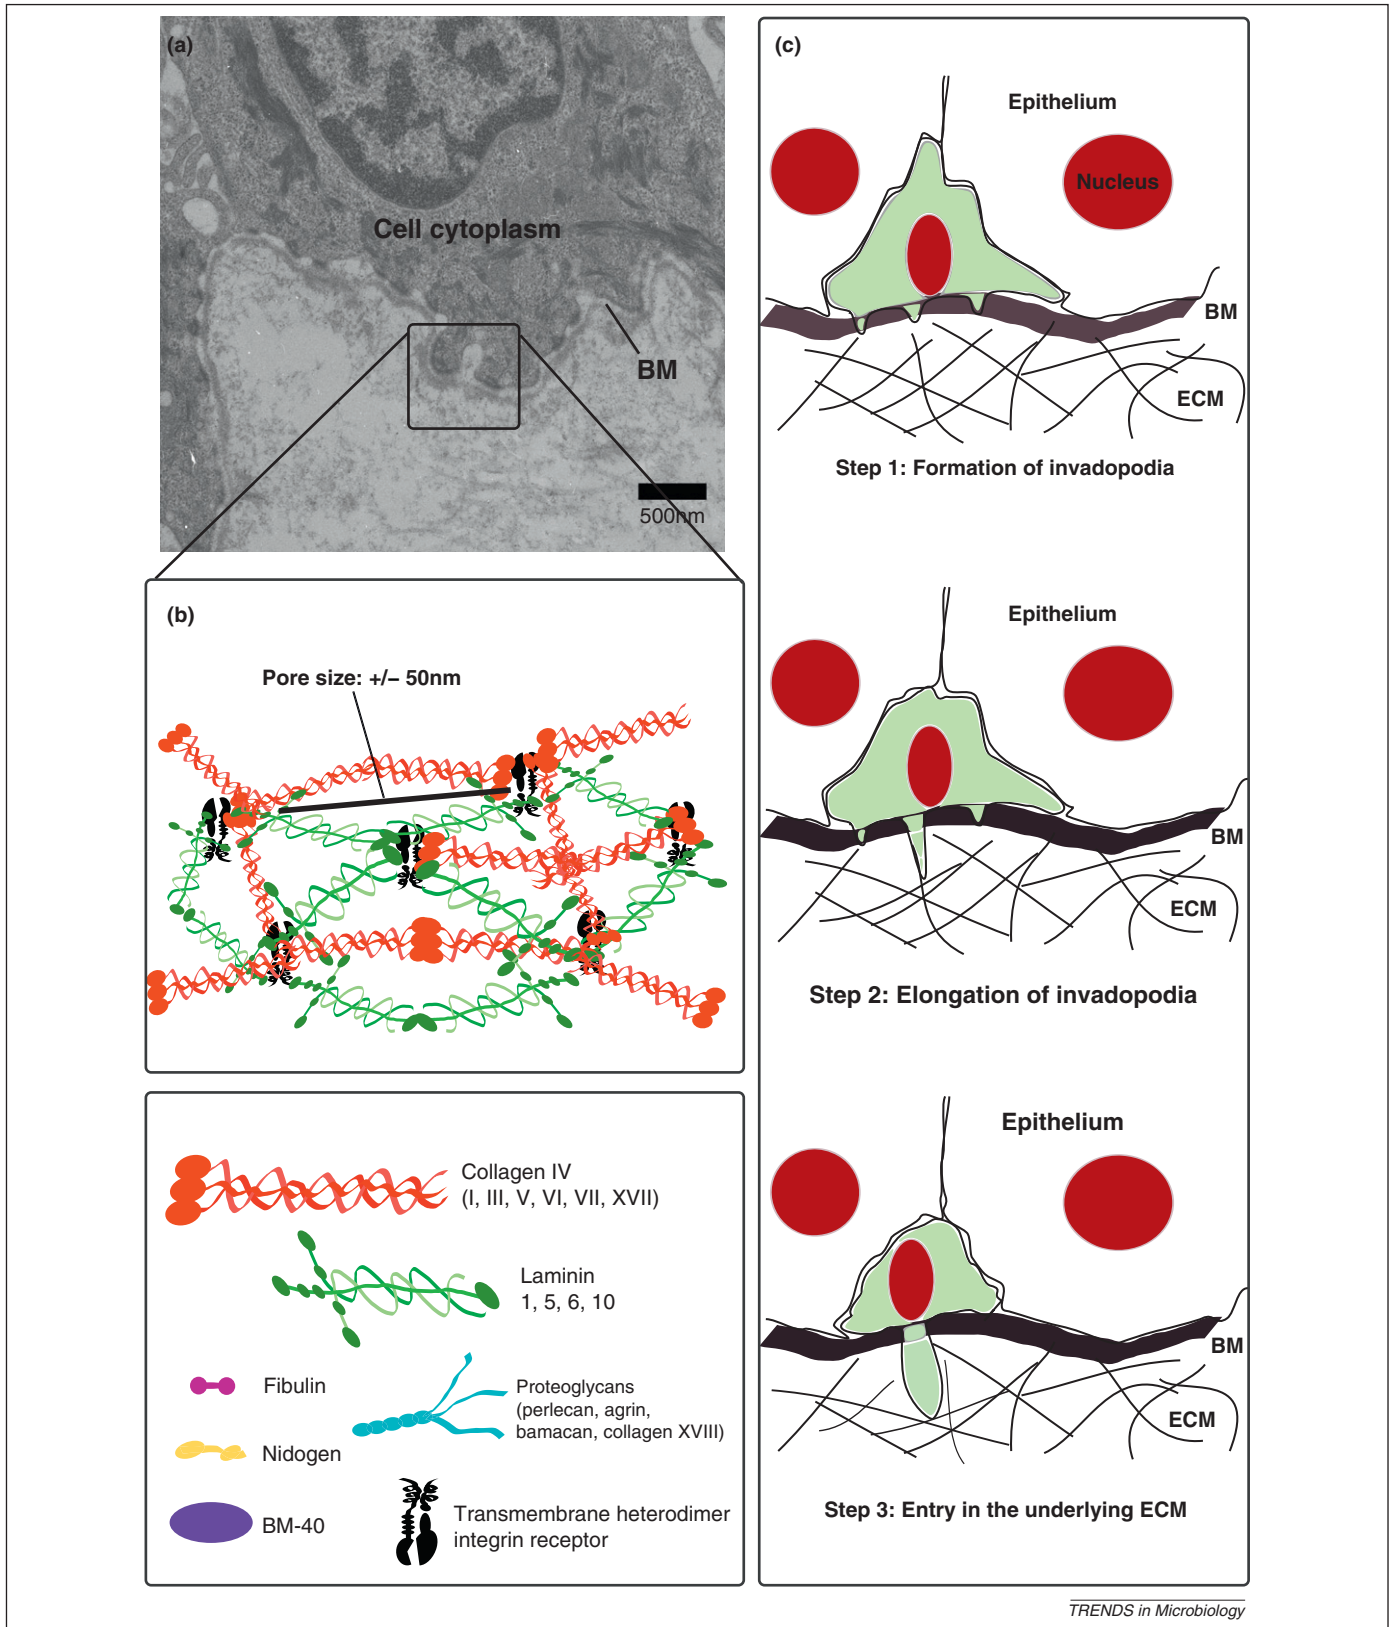 (a)
Cell cytoplasm
BM
500nm
(b)
Pore size: +/– 50nm
Collagen IV
(I, III, V, VI, VII, XVII)
Laminin
1, 5, 6, 10
Fibulin
Proteoglycans
(perlecan, agrin,
bamacan, collagen XVIII)
Nidogen
BM-40
Transmembrane heterodimer
integrin receptor
(c)
Epithelium
Nucleus
BM
ECM
Step 1: Formation of invadopodia
Epithelium
BM
ECM
Step 2: Elongation of invadopodia
Epithelium
BM
ECM
Step 3: Entry in the underlying ECM
TRENDS in Microbiology